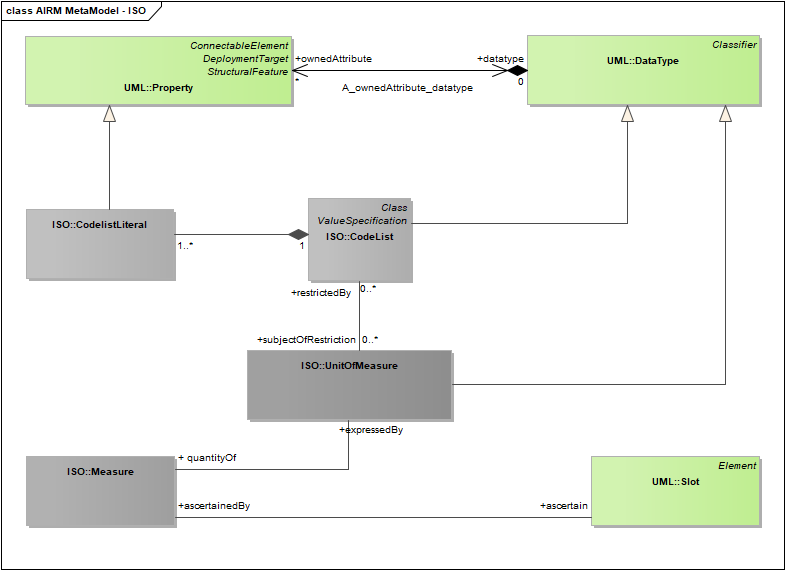 class AIRM MetaModel - ISO
ConnectableElement
DeploymentTarget
StructuralFeature
UML::Property
+ownedAttribute
*
A_ownedAttribute_datatype
+datatype
0
Classifier
UML::DataType
ISO::CodelistLiteral
1..*
1
Class
ValueSpecification
ISO::CodeList
+restrictedBy
0..*
+subjectOfRestriction
0..*
ISO::UnitOfMeasure
+expressedBy
+ quantityOf
ISO::Measure
+ascertainedBy
+ascertain
Element
UML::Slot